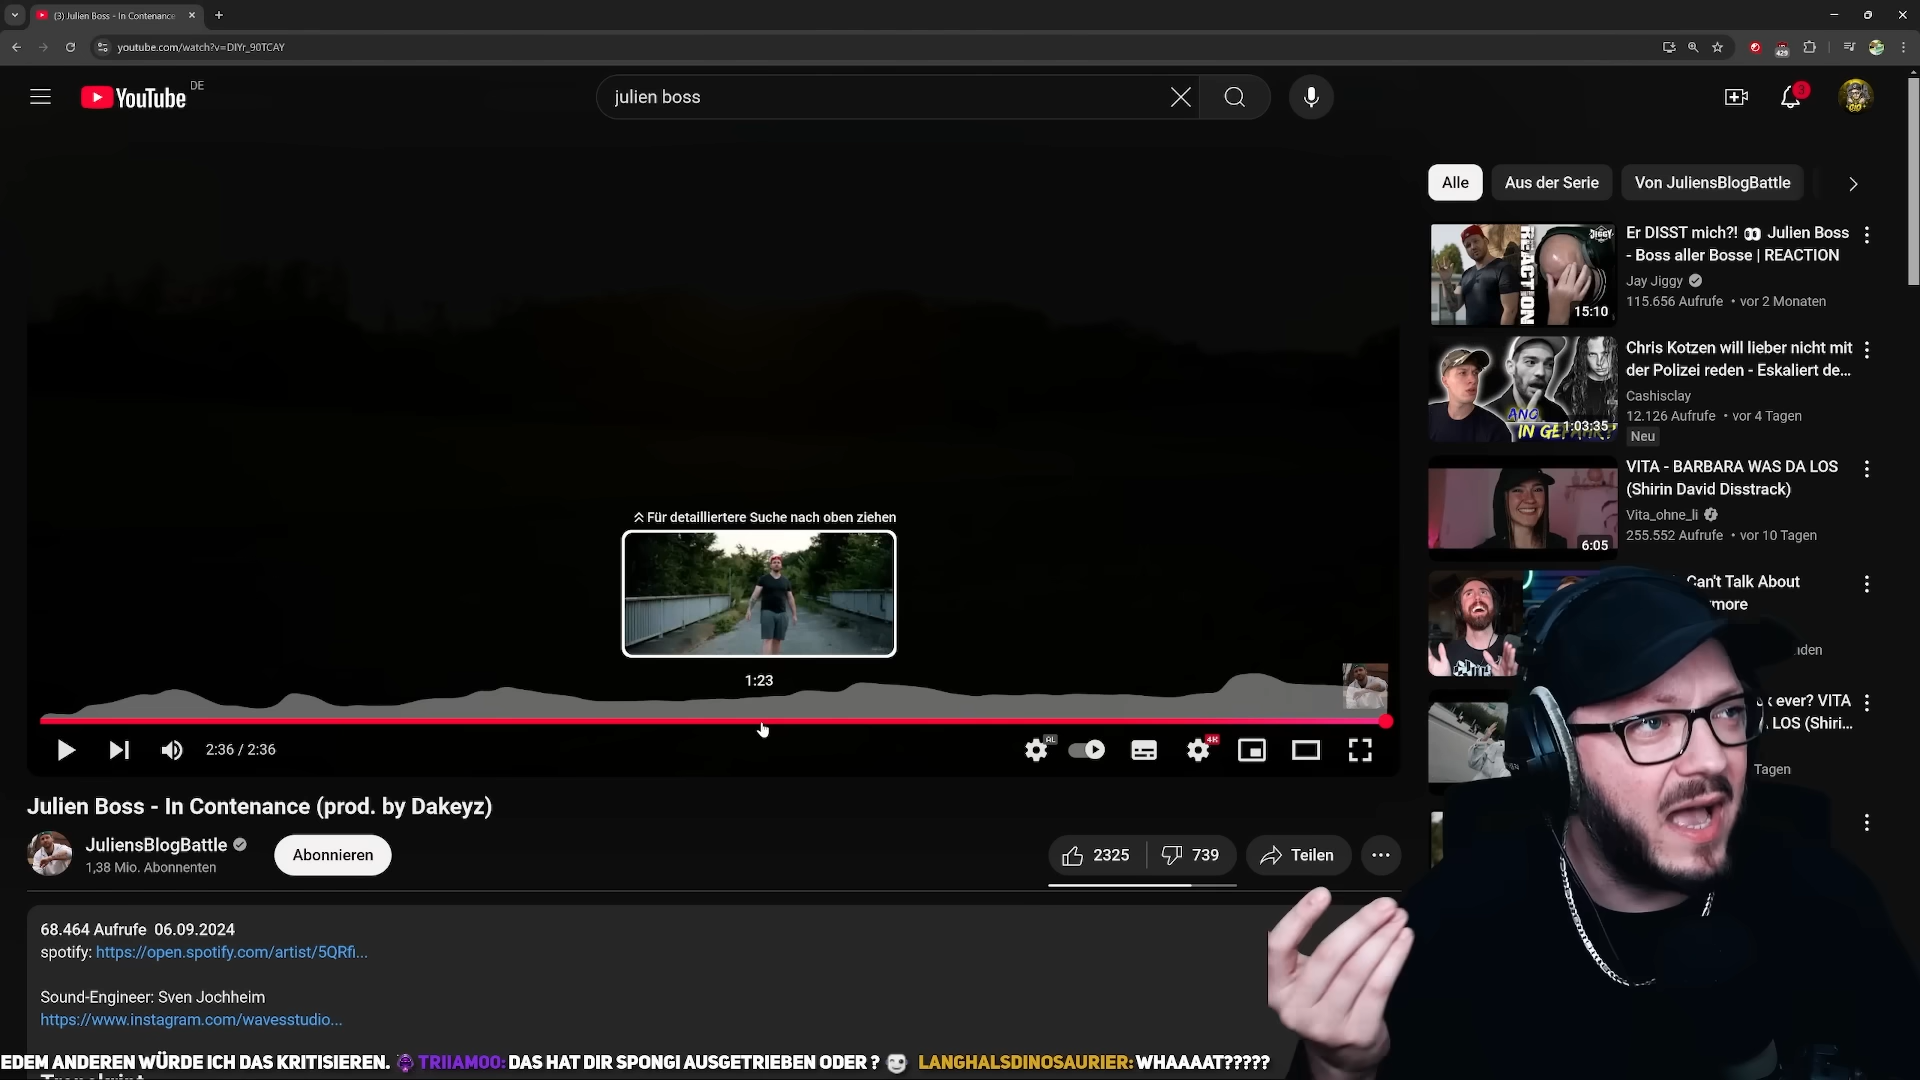 (3) Julien Boss - In Contenance
youtube.com/watch?v=DIYr_90TCAY
429
YouTube DE
julien boss
3
Alle
Aus der Serie
Von JuliensBlogBattle
Er DISST mich?! 👀 Julien Boss
- Boss aller Bosse | REACTION
Jay Jiggy
115.656 Aufrufe • vor 2 Monaten
REACTION
JIGGY
15:10
Chris Kotzen will lieber nicht mit
der Polizei reden - Eskaliert de...
Cashisclay
12.126 Aufrufe • vor 4 Tagen
Neu
1:03:35
VITA - BARBARA WAS DA LOS
(Shirin David Disstrack)
Vita_ohne_li
255.552 Aufrufe • vor 10 Tagen
6:05
Can't Talk About
more
ever? VITA
LOS (Shiri...
Tagen
Für detailliertere Suche nach oben ziehen
1:23
2:36 / 2:36
AL
4K
Julien Boss - In Contenance (prod. by Dakeyz)
JuliensBlogBattle
1,38 Mio. Abonnenten
Abonnieren
2325
739
Teilen
68.464 Aufrufe 06.09.2024
spotify: https://open.spotify.com/artist/5QRfi...
Sound-Engineer: Sven Jochheim
https://www.instagram.com/wavesstudio...
EDEM ANDEREN WÜRDE ICH DAS KRITISIEREN. TRIIAMOO: DAS HAT DIR SPONGI AUSGETRIEBEN ODER ? LANGHALSDINOSAURIER: WHAAAAT?????